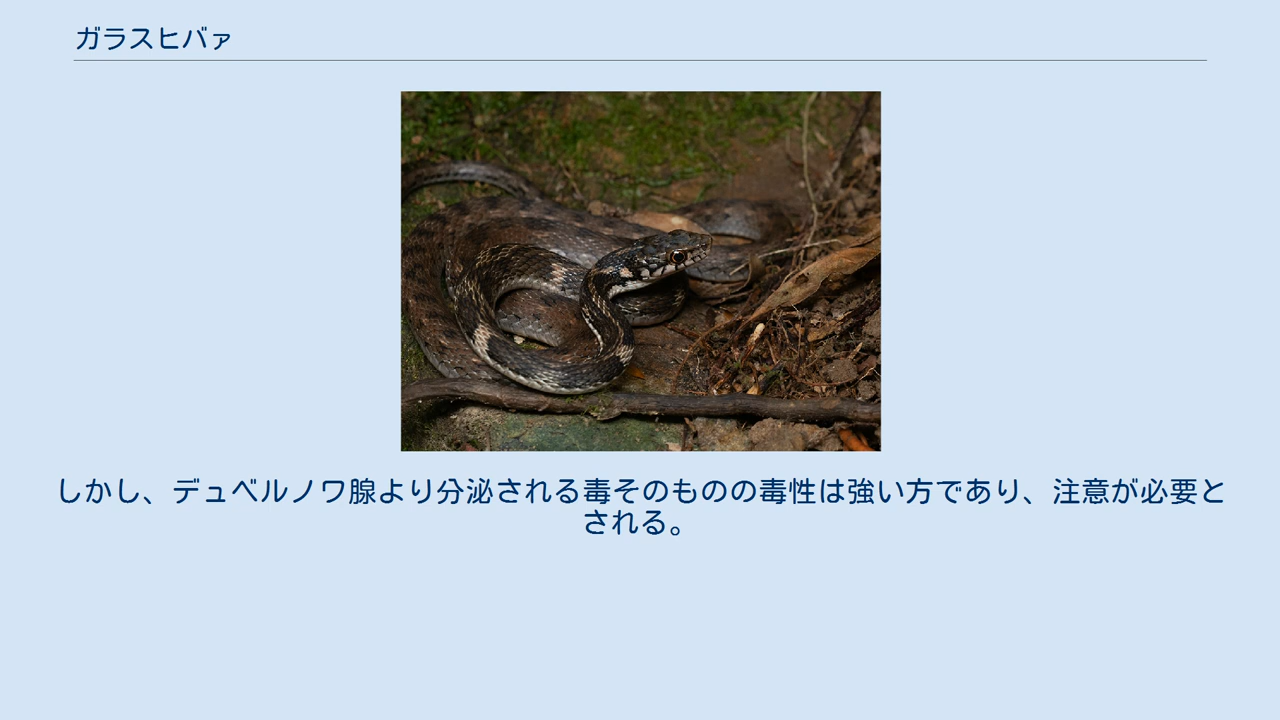 ガラスヒバァ
しかし、デュベルノワ腺より分泌される毒そのものの毒性は強い方であり、注意が必要と
される。